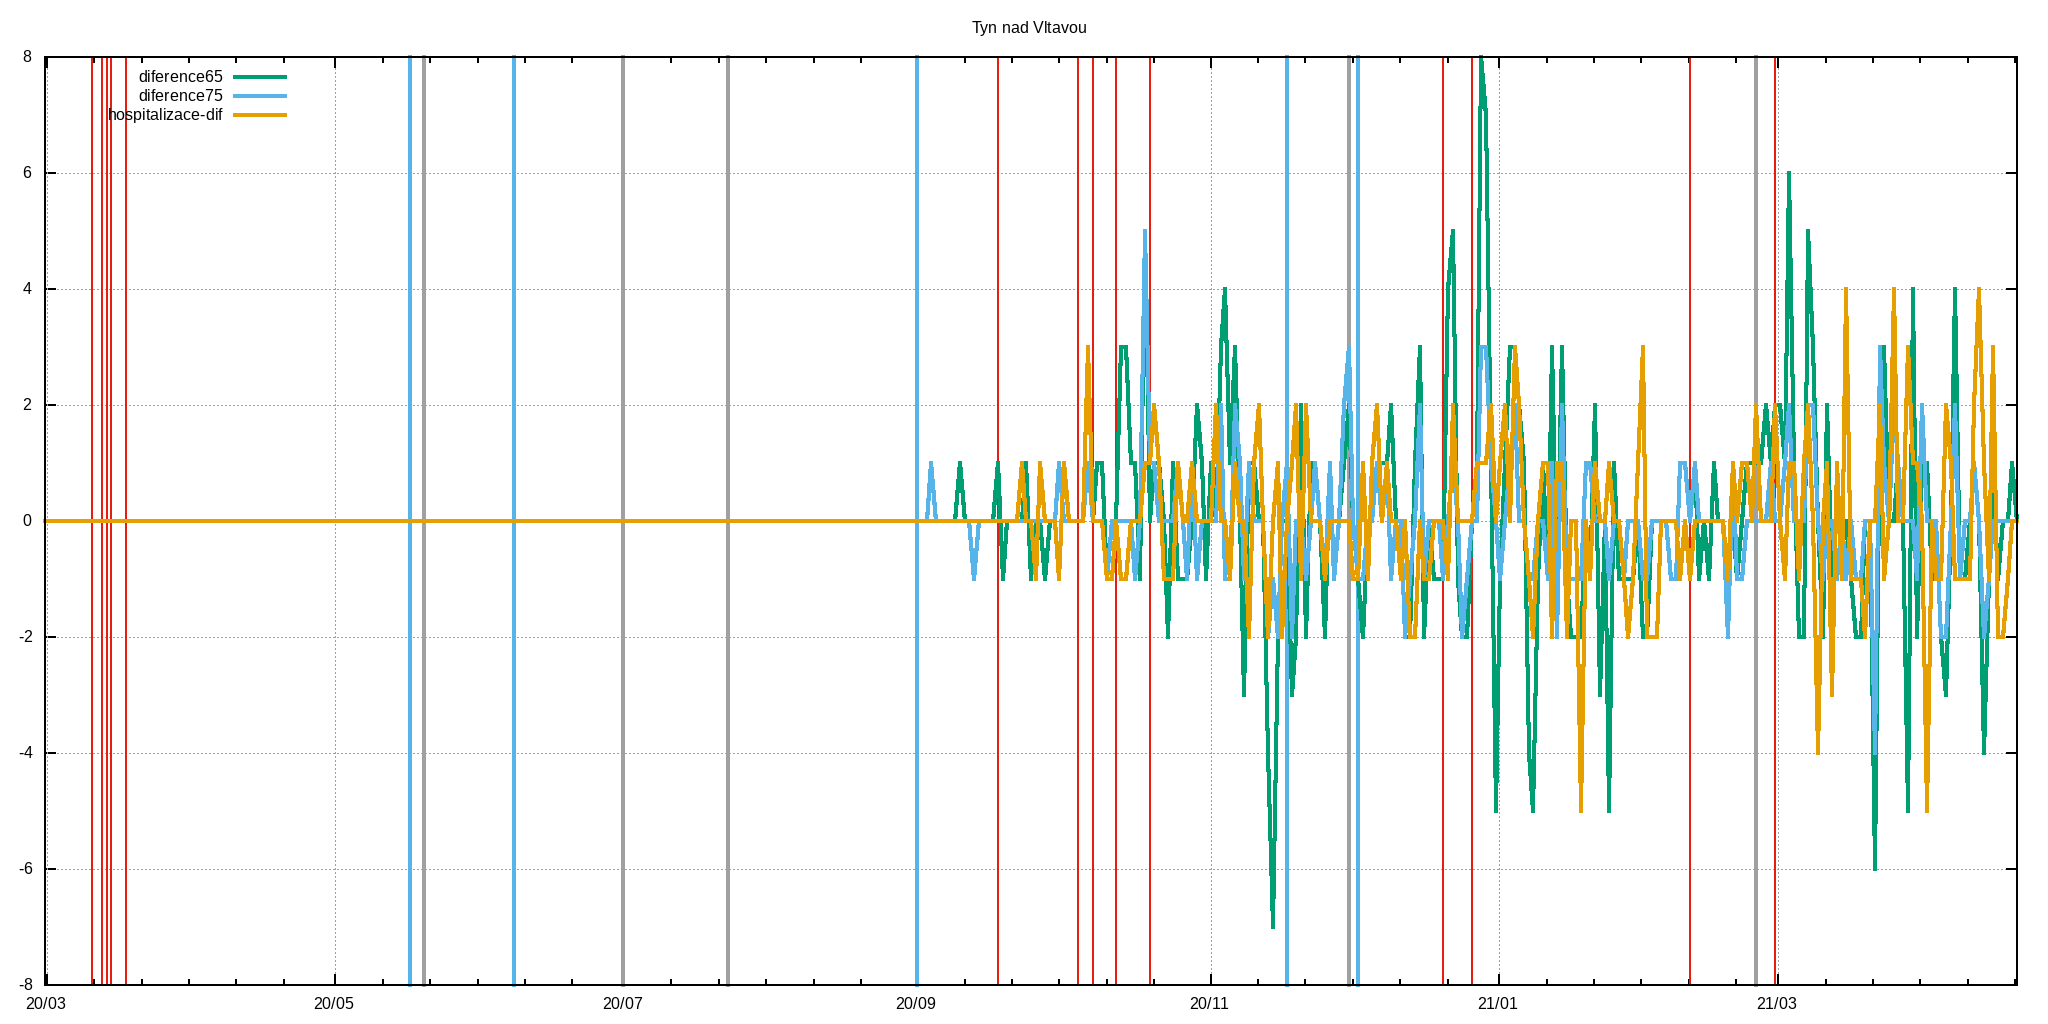 Tyn nad Vltavou
diference65
diference75
hospitalizace-dif
8
6
4
2
0
-2
-4
-6
-8
20/03 20/05 20/07 20/09 20/11 21/01 21/03